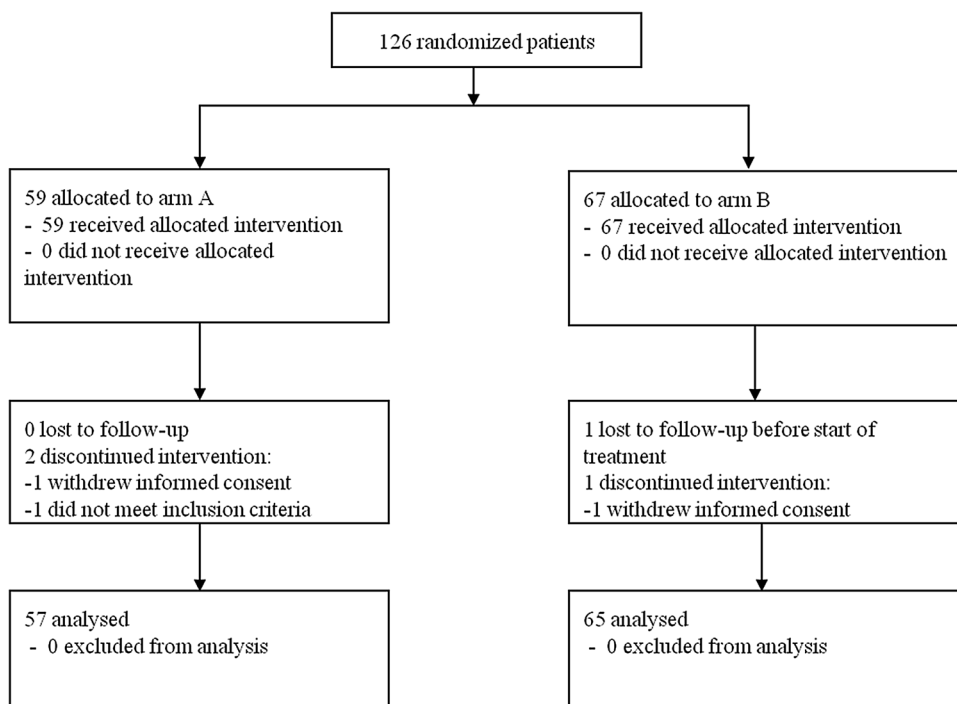 126 randomized patients
59 allocated to arm A
- 59 received allocated intervention
- 0 did not receive allocated
intervention
67 allocated to arm B
- 67 received allocated intervention
- 0 did not receive allocated intervention
0 lost to follow-up
2 discontinued intervention:
-1 withdrew informed consent
-1 did not meet inclusion criteria
1 lost to follow-up before start of
treatment
1 discontinued intervention:
-1 withdrew informed consent
57 analysed
- 0 excluded from analysis
65 analysed
- 0 excluded from analysis